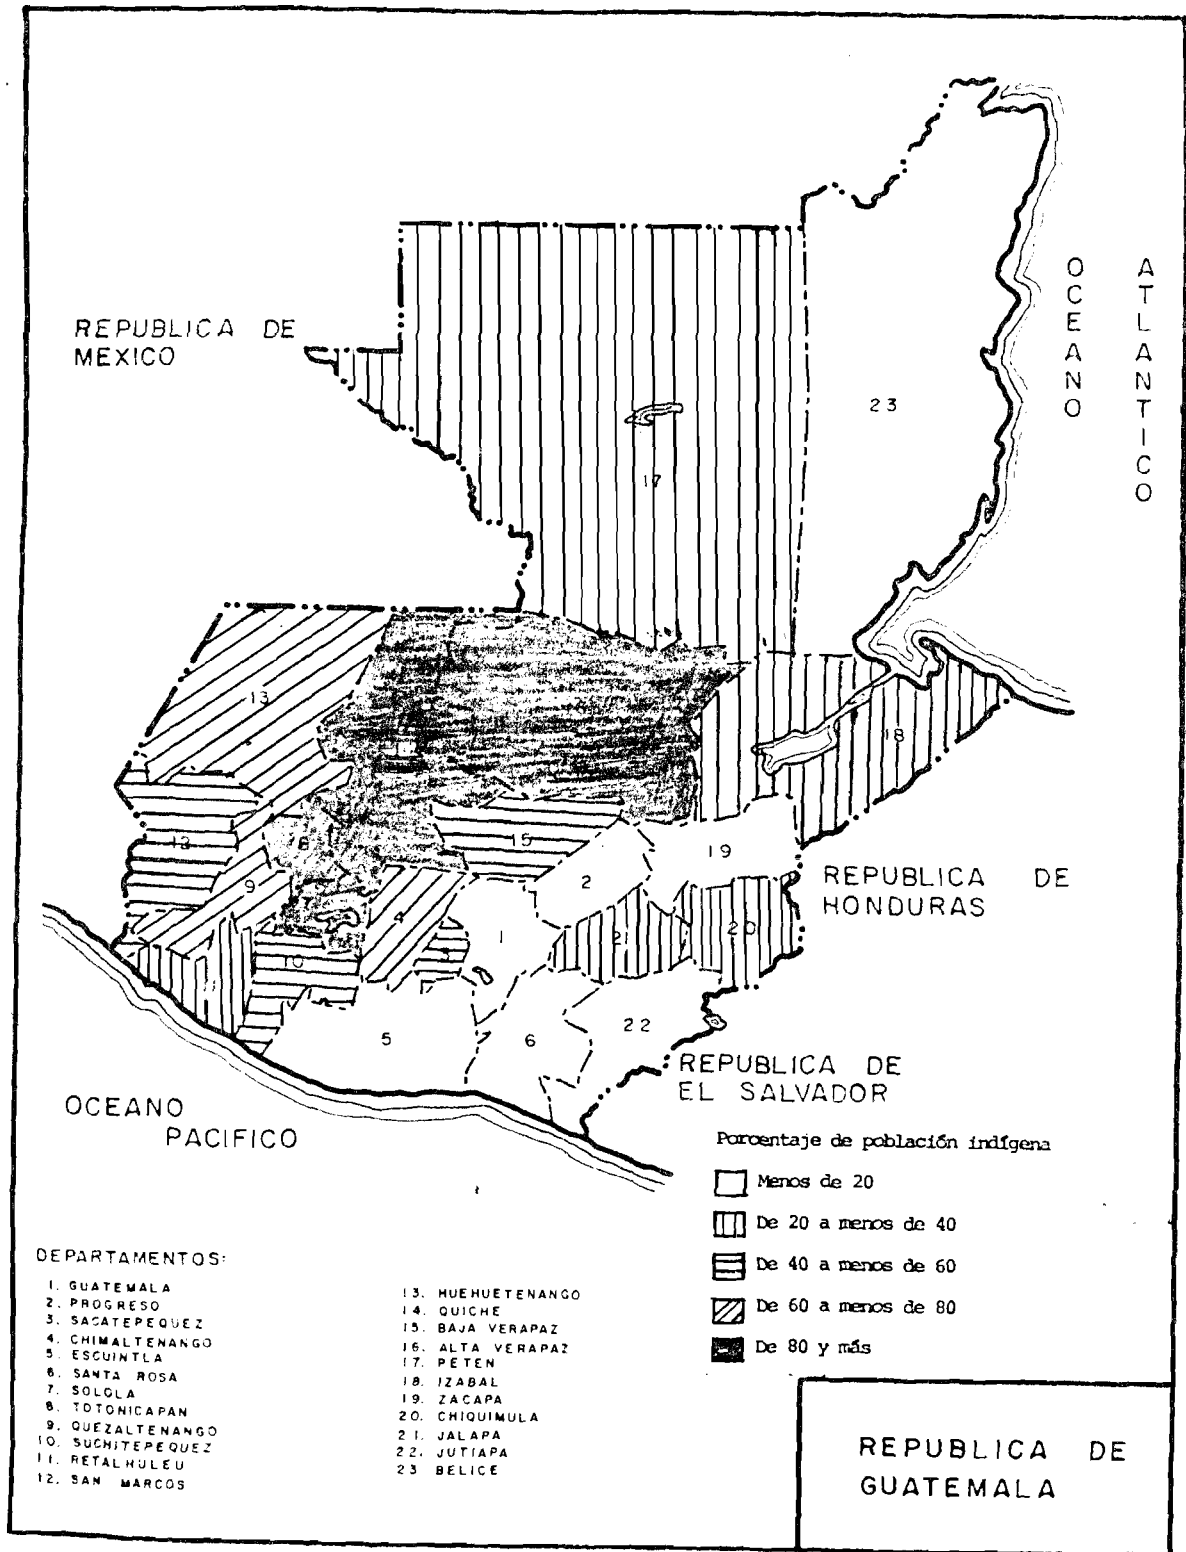 REPUBLICA DE
MEXICO
OCEANO
ATLANTICO
23
17
13
18
12
8
15
19
9
2
REPUBLICA DE
HONDURAS
4
1
21
20
3
10
11
5
6
22
REPUBLICA DE
EL SALVADOR
OCEANO
PACIFICO
Porcentaje de población indígena
Menos de 20
De 20 a menos de 40
De 40 a menos de 60
De 60 a menos de 80
De 80 y más
DEPARTAMENTOS:
1. GUATEMALA
2. PROGRESO
3. SACATEPEQUEZ
4. CHIMALTENANGO
5. ESCUINTLA
6. SANTA ROSA
7. SOLOLA
8. TOTONICAPAN
9. QUEZALTENANGO
10. SUCHITEPEQUEZ
11. RETALHULEU
12. SAN MARCOS
13. HUEHUETENANGO
14. QUICHE
15. BAJA VERAPAZ
16. ALTA VERAPAZ
17. PETEN
18. IZABAL
19. ZACAPA
20. CHIQUIMULA
21. JALAPA
22. JUTIAPA
23 BELICE
REPUBLICA DE
GUATEMALA